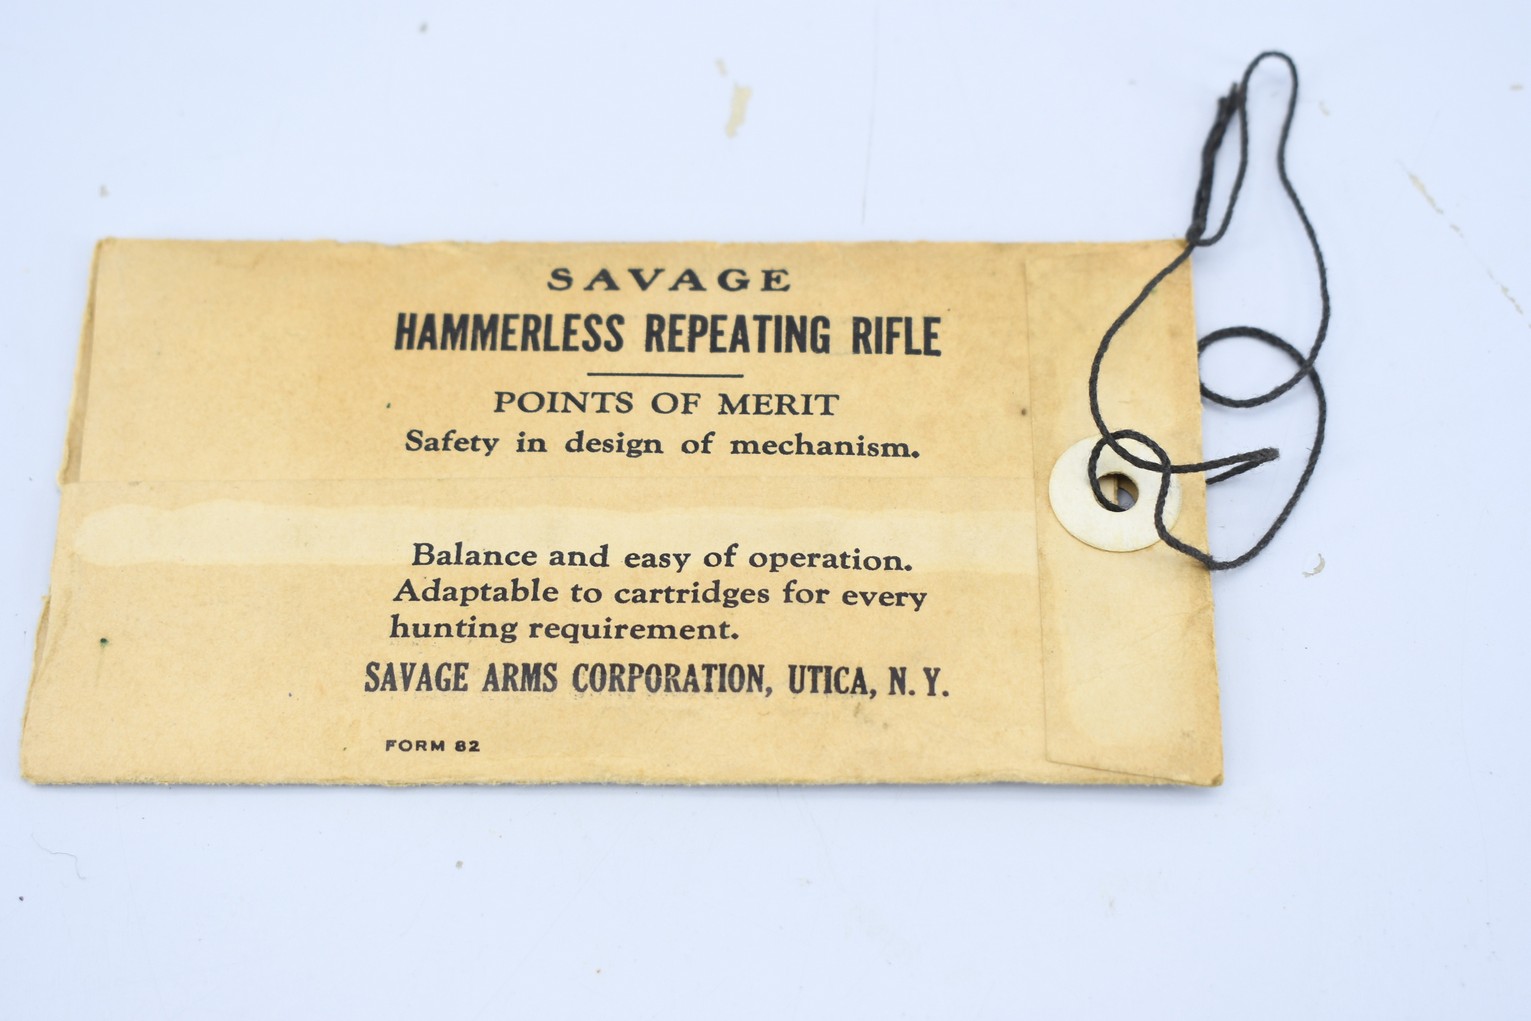 SAVAGE
HAMMERLESS REPEATING RIFLE
POINTS OF MERIT
Safety in design of mechanism.
Balance and easy of operation.
Adaptable to cartridges for every
hunting requirement.
SAVAGE ARMS CORPORATION, UTICA, N. Y.
FORM 82